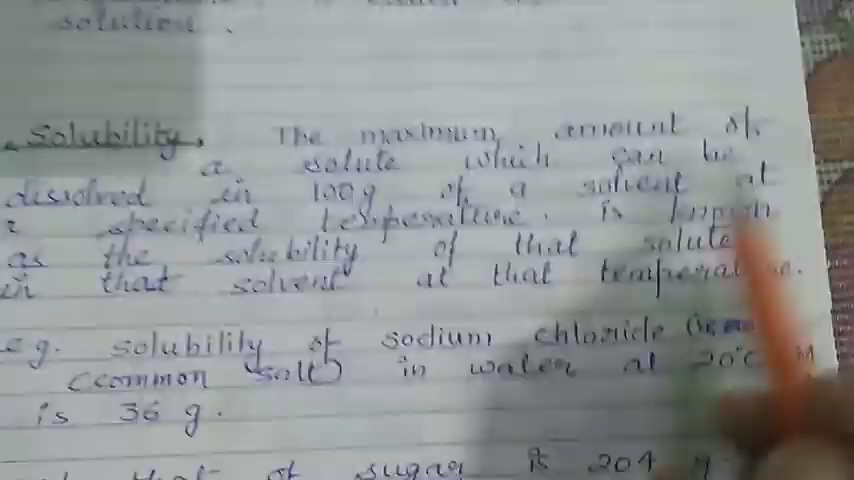 solution.
Solubility. The maximum amount of
a solute which can be
dissolved in 100g of a solvent at
a specified temperature. is known
as the solubility of that solute
in that solvent at that temperature.
e.g. solubility of sodium chloride
(common salt) in water at 20°C
is 36 g.
that of sugar is 204 g